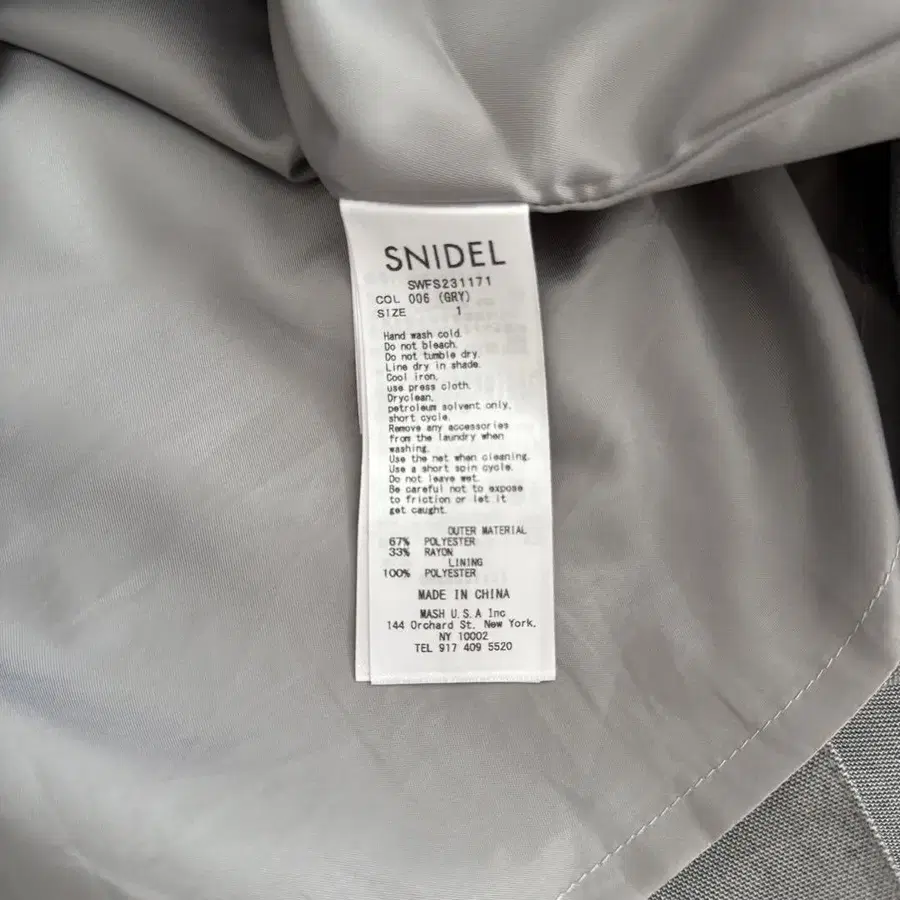 SNIDEL
SWFS231171
COL 006 (GRY)
SIZE 1
Hand wash cold.
Do not bleach.
Do not tumble dry.
Line dry in shade.
Cool iron,
use press cloth.
Dryclean,
petroleum solvent only,
short cycle.
Remove any accessories
from the laundry when
washing.
Use the net when cleaning.
Use a short spin cycle.
Do not leave wet.
Be careful not to expose
to friction or let it
get caught.
OUTER MATERIAL
67% POLYESTER
33% RAYON
LINING
100% POLYESTER
MADE IN CHINA
MASH U.S.A Inc
144 Orchard St. New York,
NY 10002
TEL 917 409 5520